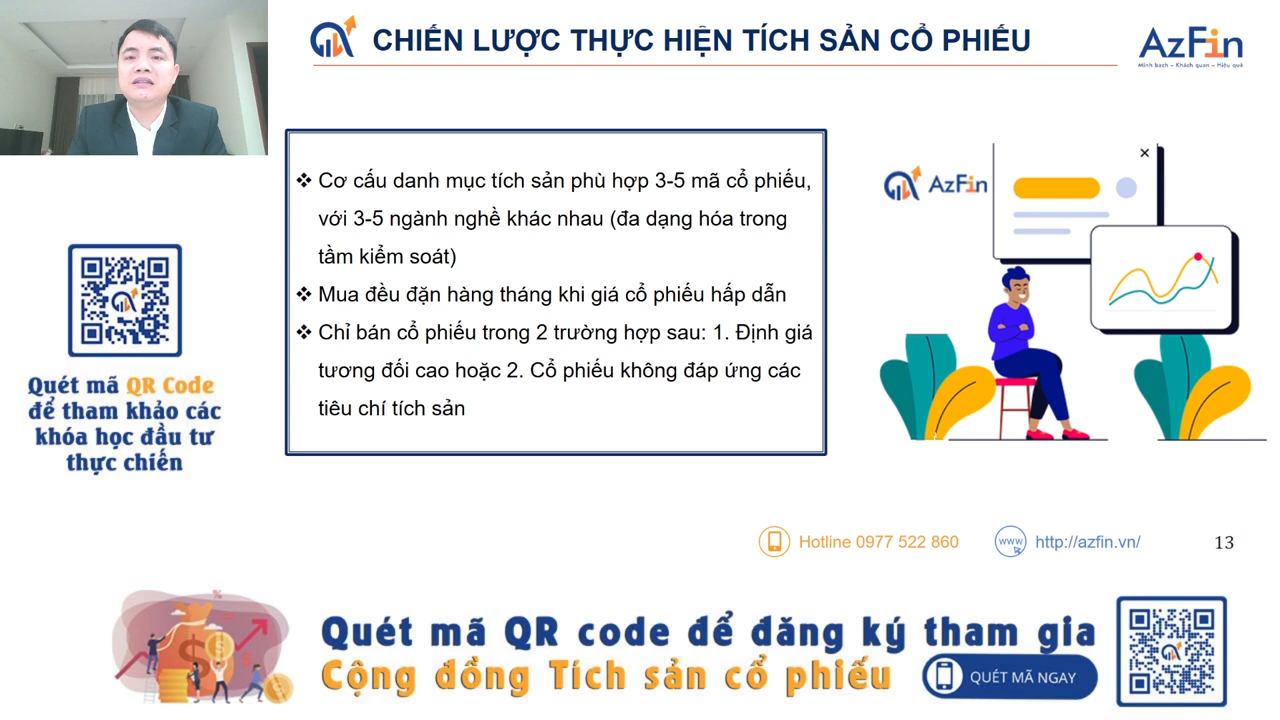 CHIẾN LƯỢC THỰC HIỆN TÍCH SẢN CỔ PHIẾU
AzFin
Minh bạch – Khách quan – Hiệu quả
❖ Cơ cấu danh mục tích sản phù hợp 3-5 mã cổ phiếu,
với 3-5 ngành nghề khác nhau (đa dạng hóa trong
tầm kiểm soát)
❖ Mua đều đặn hàng tháng khi giá cổ phiếu hấp dẫn
❖ Chỉ bán cổ phiếu trong 2 trường hợp sau: 1. Định giá
tương đối cao hoặc 2. Cổ phiếu không đáp ứng các
tiêu chí tích sản
AzFin
Quét mã QR Code
để tham khảo các
khóa học đầu tư
thực chiến
Hotline 0977 522 860
www
http://azfin.vn/
13
Quét mã QR code để đăng ký tham gia
Cộng đồng Tích sản cổ phiếu
QUÉT MÃ NGAY